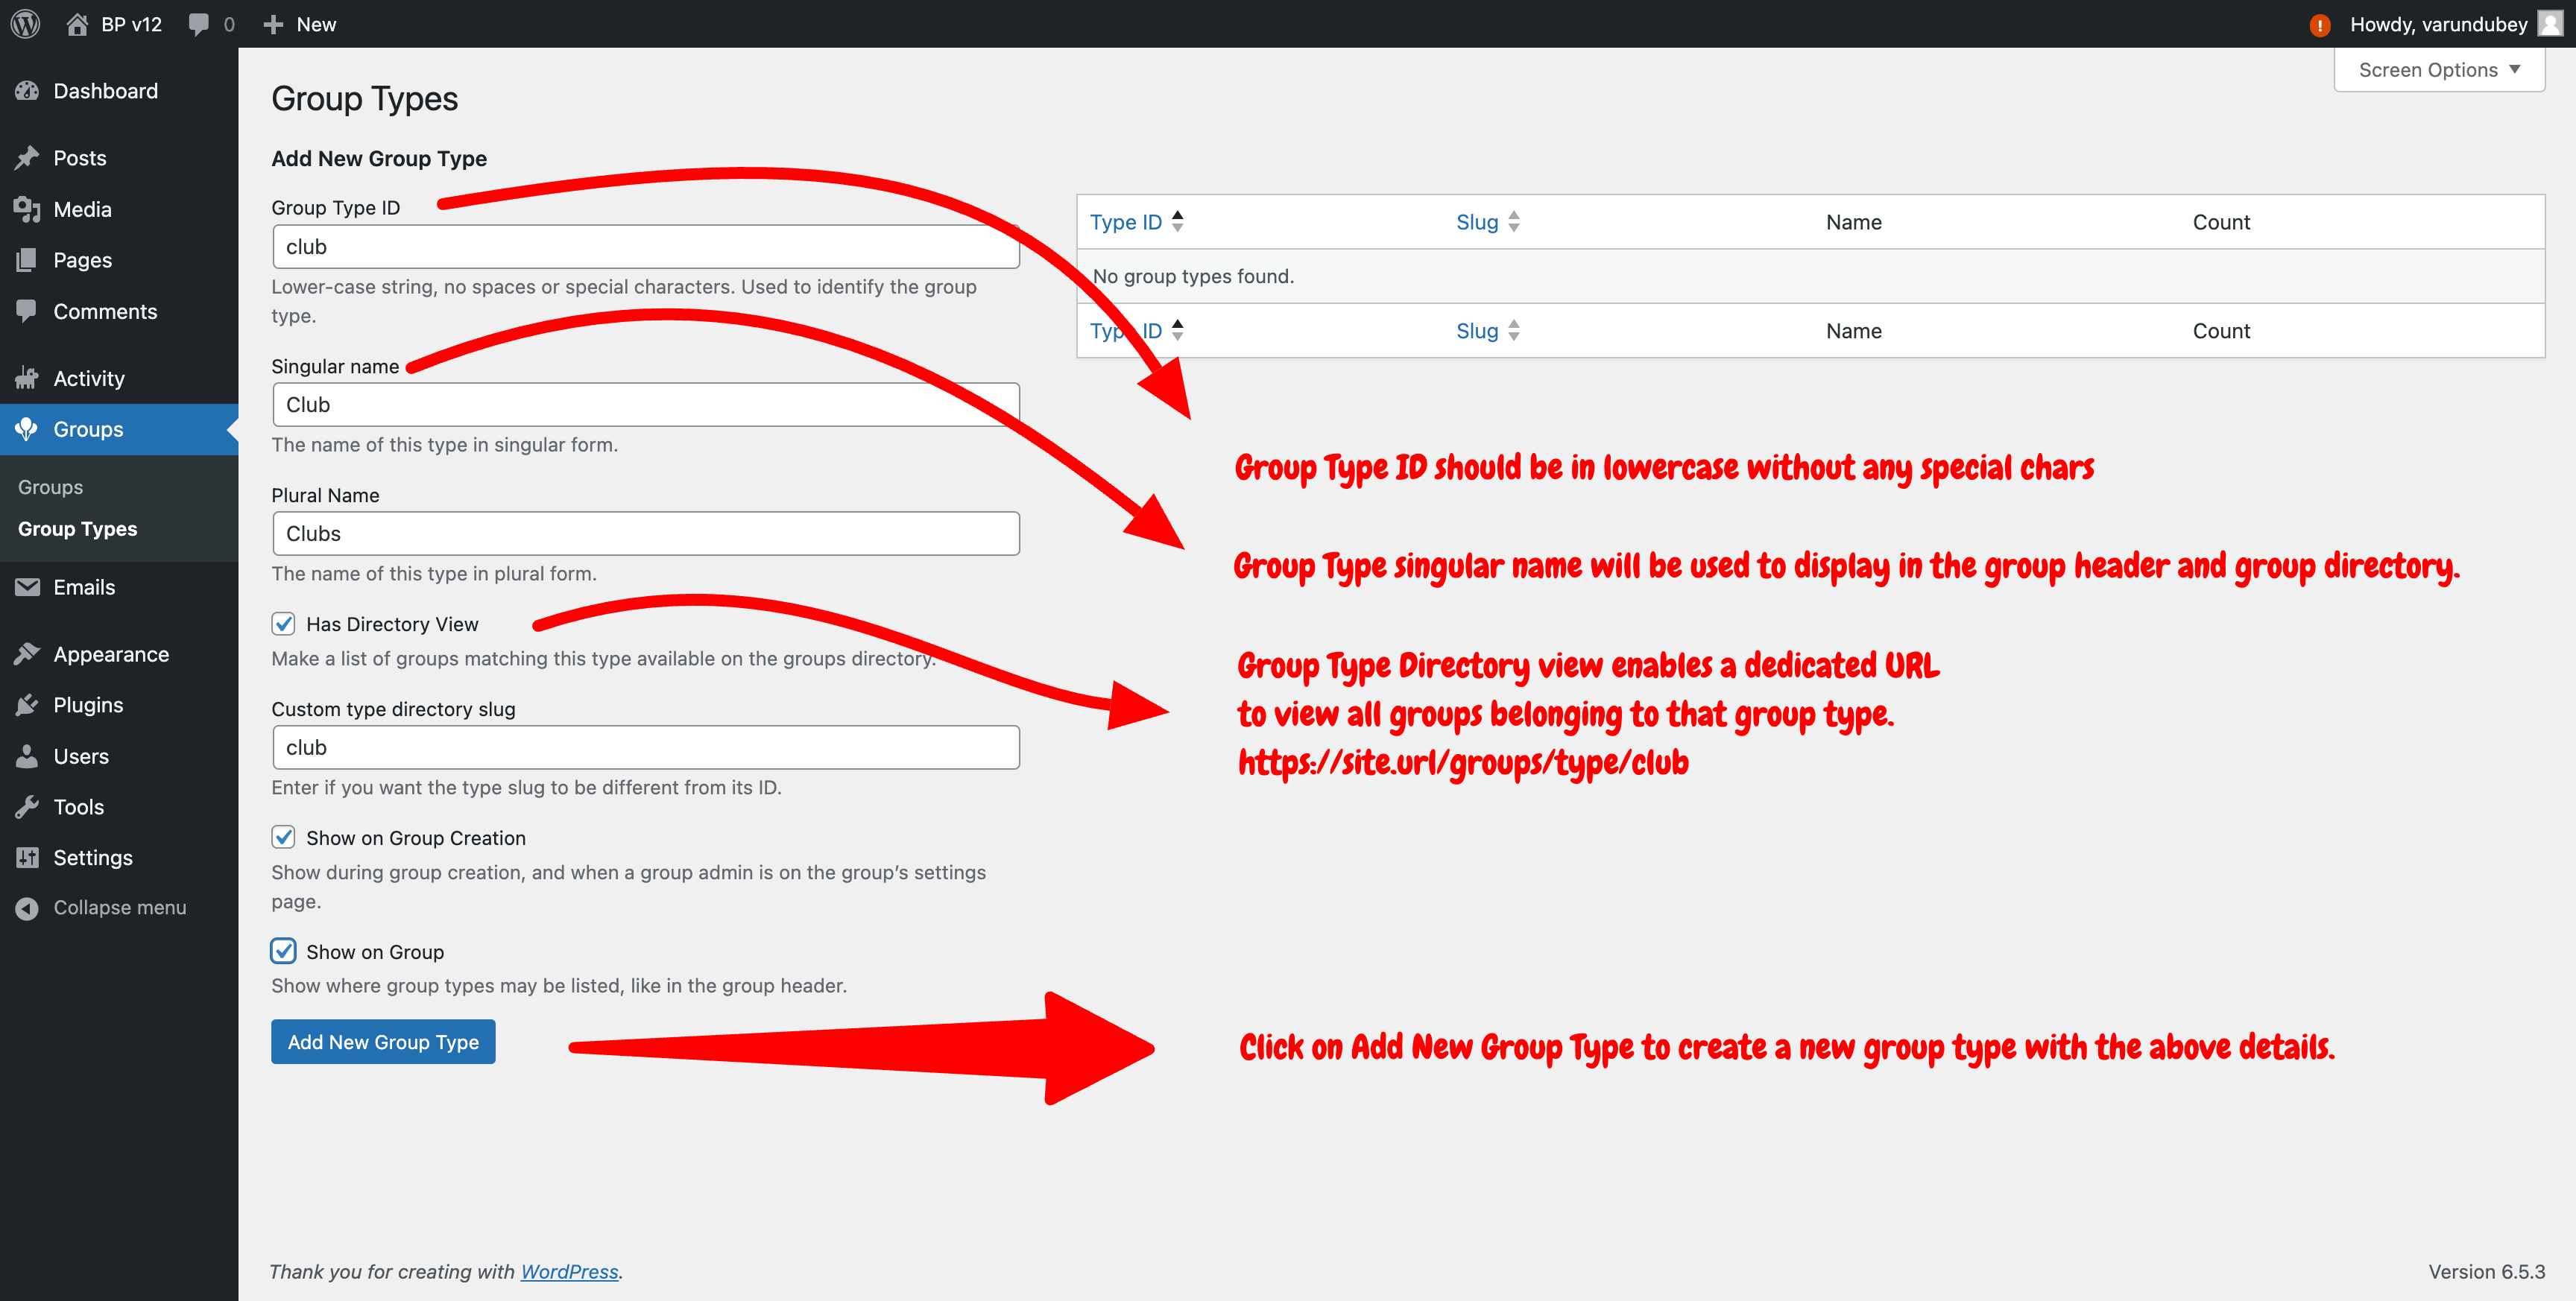 BP v12
0
New
Howdy, varundubey
Screen Options
Dashboard
Posts
Media
Pages
Comments
Activity
Groups
Groups
Group Types
Emails
Appearance
Plugins
Users
Tools
Settings
Collapse menu
Group Types
Add New Group Type
Group Type ID
club
Lower-case string, no spaces or special characters. Used to identify the group
type.
Singular name
Club
The name of this type in singular form.
Plural Name
Clubs
The name of this type in plural form.
Has Directory View
Make a list of groups matching this type available on the groups directory.
Custom type directory slug
club
Enter if you want the type slug to be different from its ID.
Show on Group Creation
Show during group creation, and when a group admin is on the group’s settings
page.
Show on Group
Show where group types may be listed, like in the group header.
Add New Group Type
Type ID Slug Name Count
No group types found.
Type ID Slug Name Count
Group Type ID should be in lowercase without any special chars
Group Type singular name will be used to display in the group header and group directory.
Group Type Directory view enables a dedicated URL
to view all groups belonging to that group type.
https://site.url/groups/type/club
Click on Add New Group Type to create a new group type with the above details.
Thank you for creating with WordPress.
Version 6.5.3